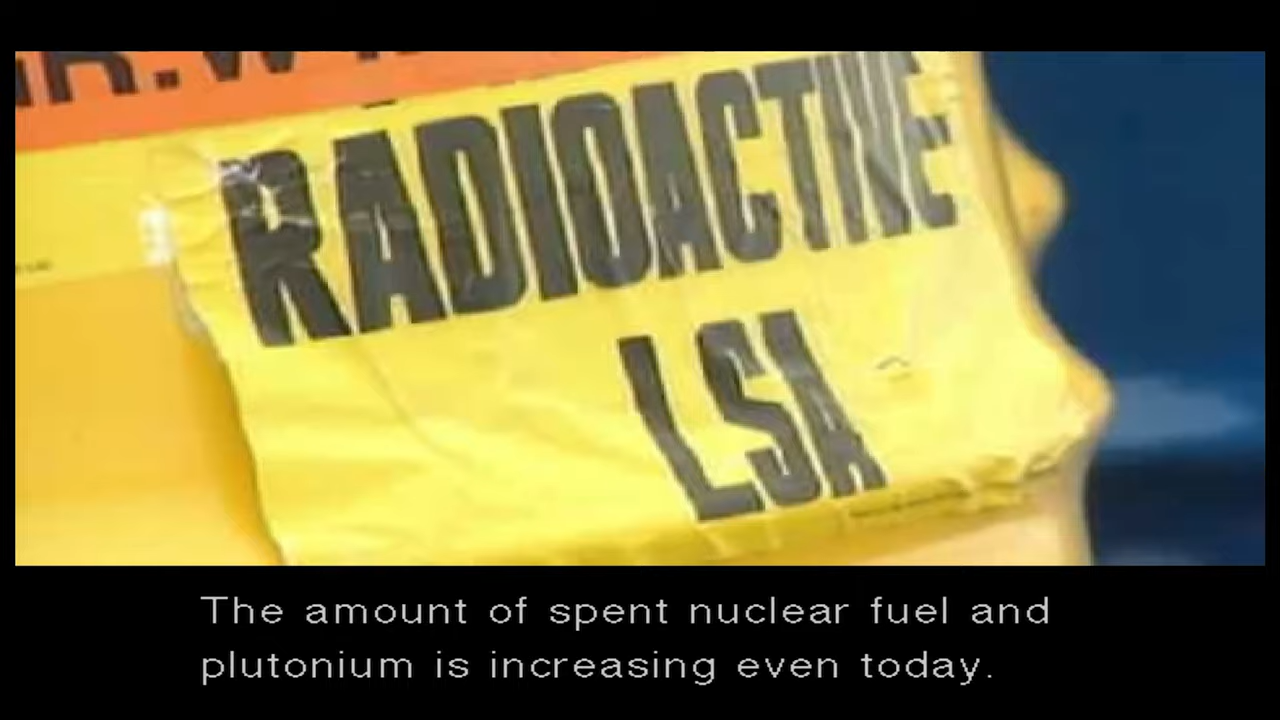 RADIOACTIVE
LSA
The amount of spent nuclear fuel and
plutonium is increasing even today.